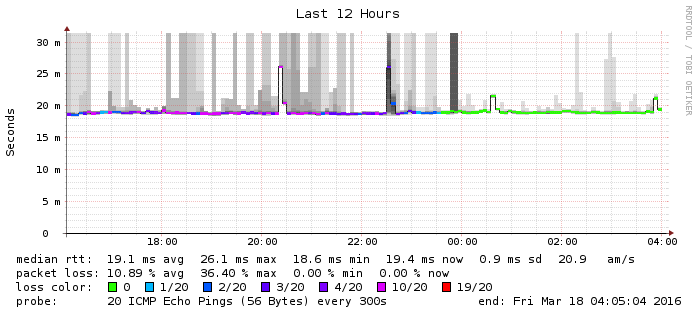 Last 12 Hours
RRDTOOL / TOBI OETIKER
Seconds
30 m
25 m
20 m
15 m
10 m
5 m
0
18:00 20:00 22:00 00:00 02:00 04:00
median rtt: 19.1 ms avg 26.1 ms max 18.6 ms min 19.4 ms now 0.9 ms sd 20.9 am/s
packet loss: 10.89 % avg 36.40 % max 0.00 % min 0.00 % now
loss color: 0 1/20 2/20 3/20 4/20 10/20 19/20
probe: 20 ICMP Echo Pings (56 Bytes) every 300s end: Fri Mar 18 04:05:04 2016